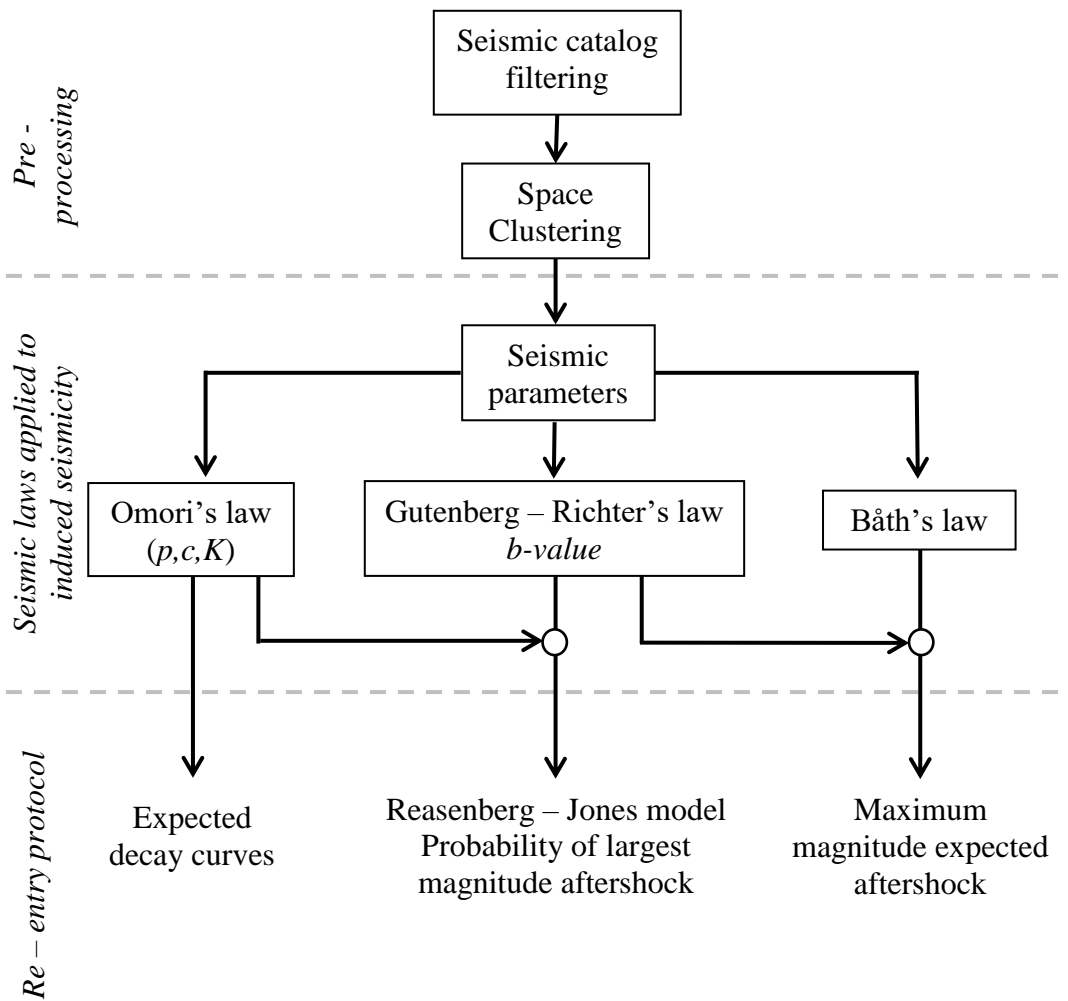 Pre -
processing
Seismic catalog
filtering
Space
Clustering
Seismic laws applied to
induced seismicity
Seismic
parameters
Omori’s law
(p,c,K)
Gutenberg – Richter’s law
b-value
Båth’s law
Re – entry protocol
Expected
decay curves
Reasenberg – Jones model
Probability of largest
magnitude aftershock
Maximum
magnitude expected
aftershock